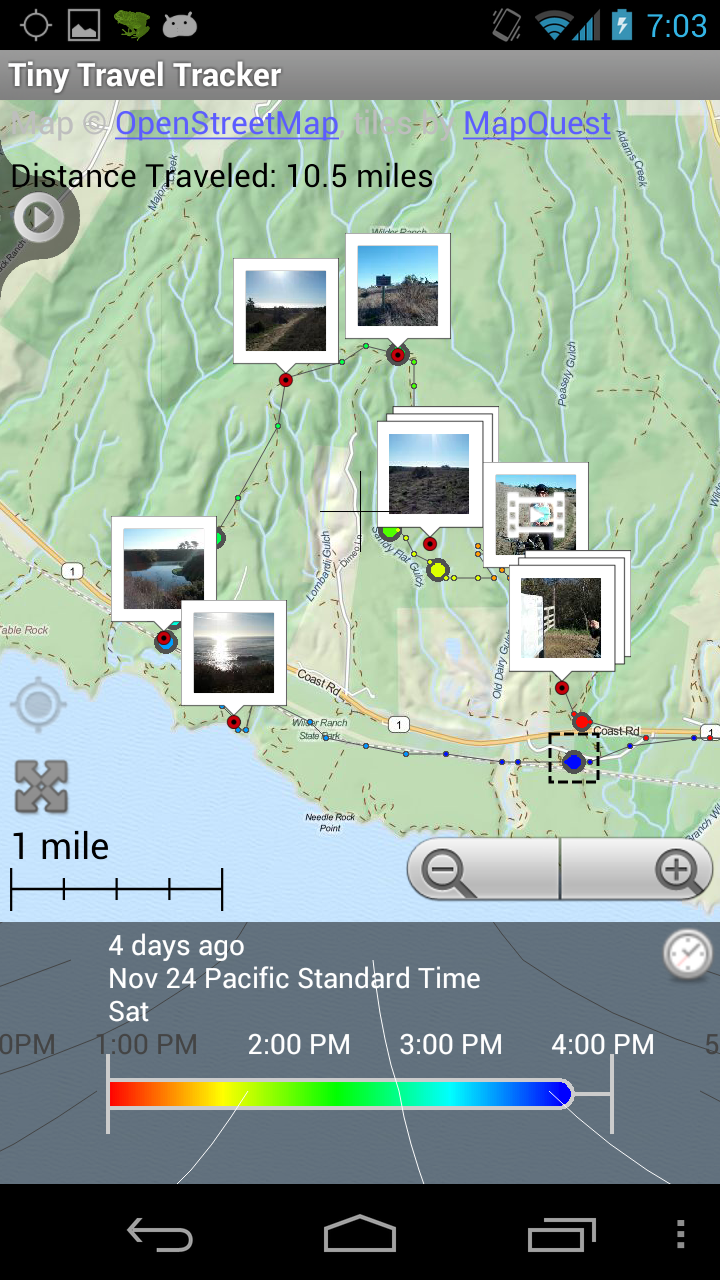 7:03
Tiny Travel Tracker
Map © OpenStreetMap, tiles by MapQuest
Distance Traveled: 10.5 miles
Majors Creek
Adams Creek
Wilder Ranch
Peasely Gulch
Lombardi Gulch
Dimeo Ln
Sandy Flat Gulch
1
Table Rock
Old Dairy Gulch
Coast Rd
1
Coast Rd
1
Wilder Ranch
State Park
Needle Rock
Point
1 mile
4 days ago
Nov 24 Pacific Standard Time
Sat
0PM 1:00 PM 2:00 PM 3:00 PM 4:00 PM 5